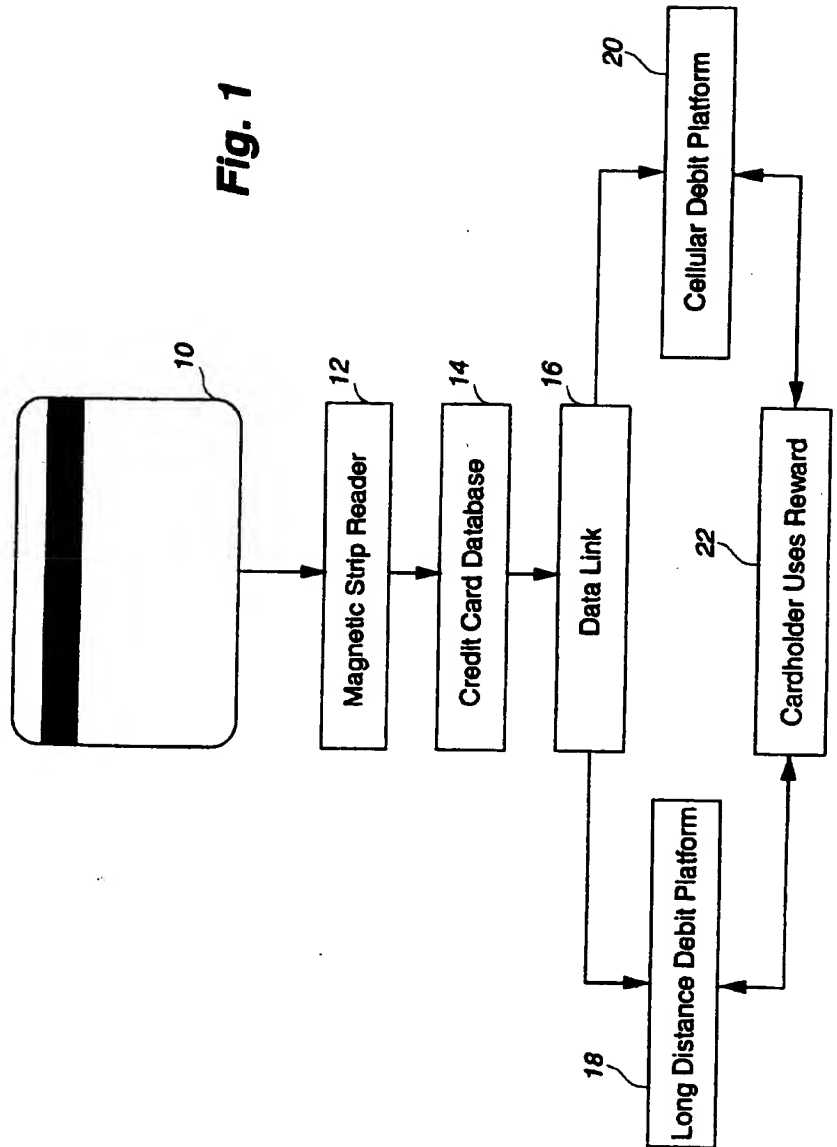 Fig. 1
10
12
Magnetic Strip Reader
14
Credit Card Database
16
Data Link
18
Long Distance Debit Platform
20
Cellular Debit Platform
22
Cardholder Uses Reward